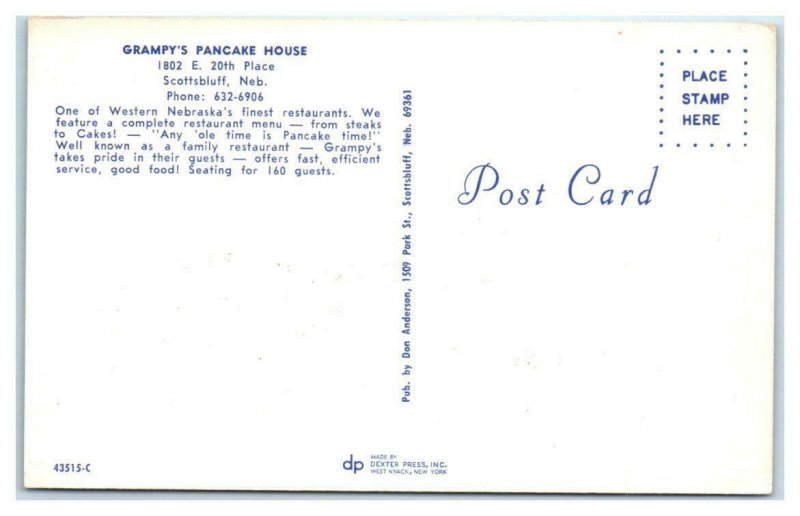 GRAMPY'S PANCAKE HOUSE
1802 E. 20th Place
Scottsbluff, Neb.
Phone: 632-6906
One of Western Nebraska's finest restaurants. We
feature a complete restaurant menu — from steaks
to Cakes! — "Any 'ole time is Pancake time!"
Well known as a family restaurant — Grampy's
takes pride in their guests — offers fast, efficient
service, good food! Seating for 160 guests.
43515-C
Pub. by Don Anderson, 1509 Park St., Scottsbluff, Neb. 69361
dp
MADE BY
DEXTER PRESS, INC.
WEST NYACK, NEW YORK
PLACE
STAMP
HERE
Post Card